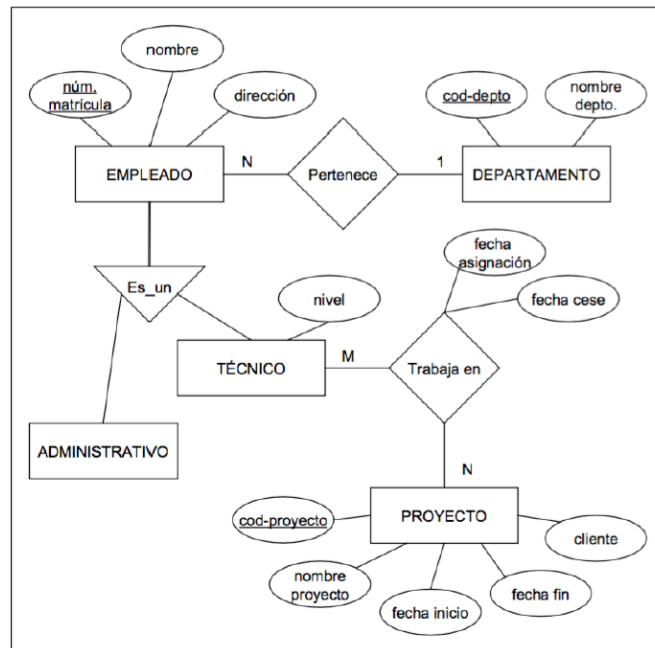 nombre
núm.
matrícula
dirección
cod-depto
nombre
depto.
EMPLEADO
N
Pertenece
1
DEPARTAMENTO
fecha
asignación
Es_un
nivel
fecha cese
TÉCNICO
M
Trabaja en
ADMINISTRATIVO
N
cod-proyecto
PROYECTO
cliente
nombre
proyecto
fecha inicio
fecha fin